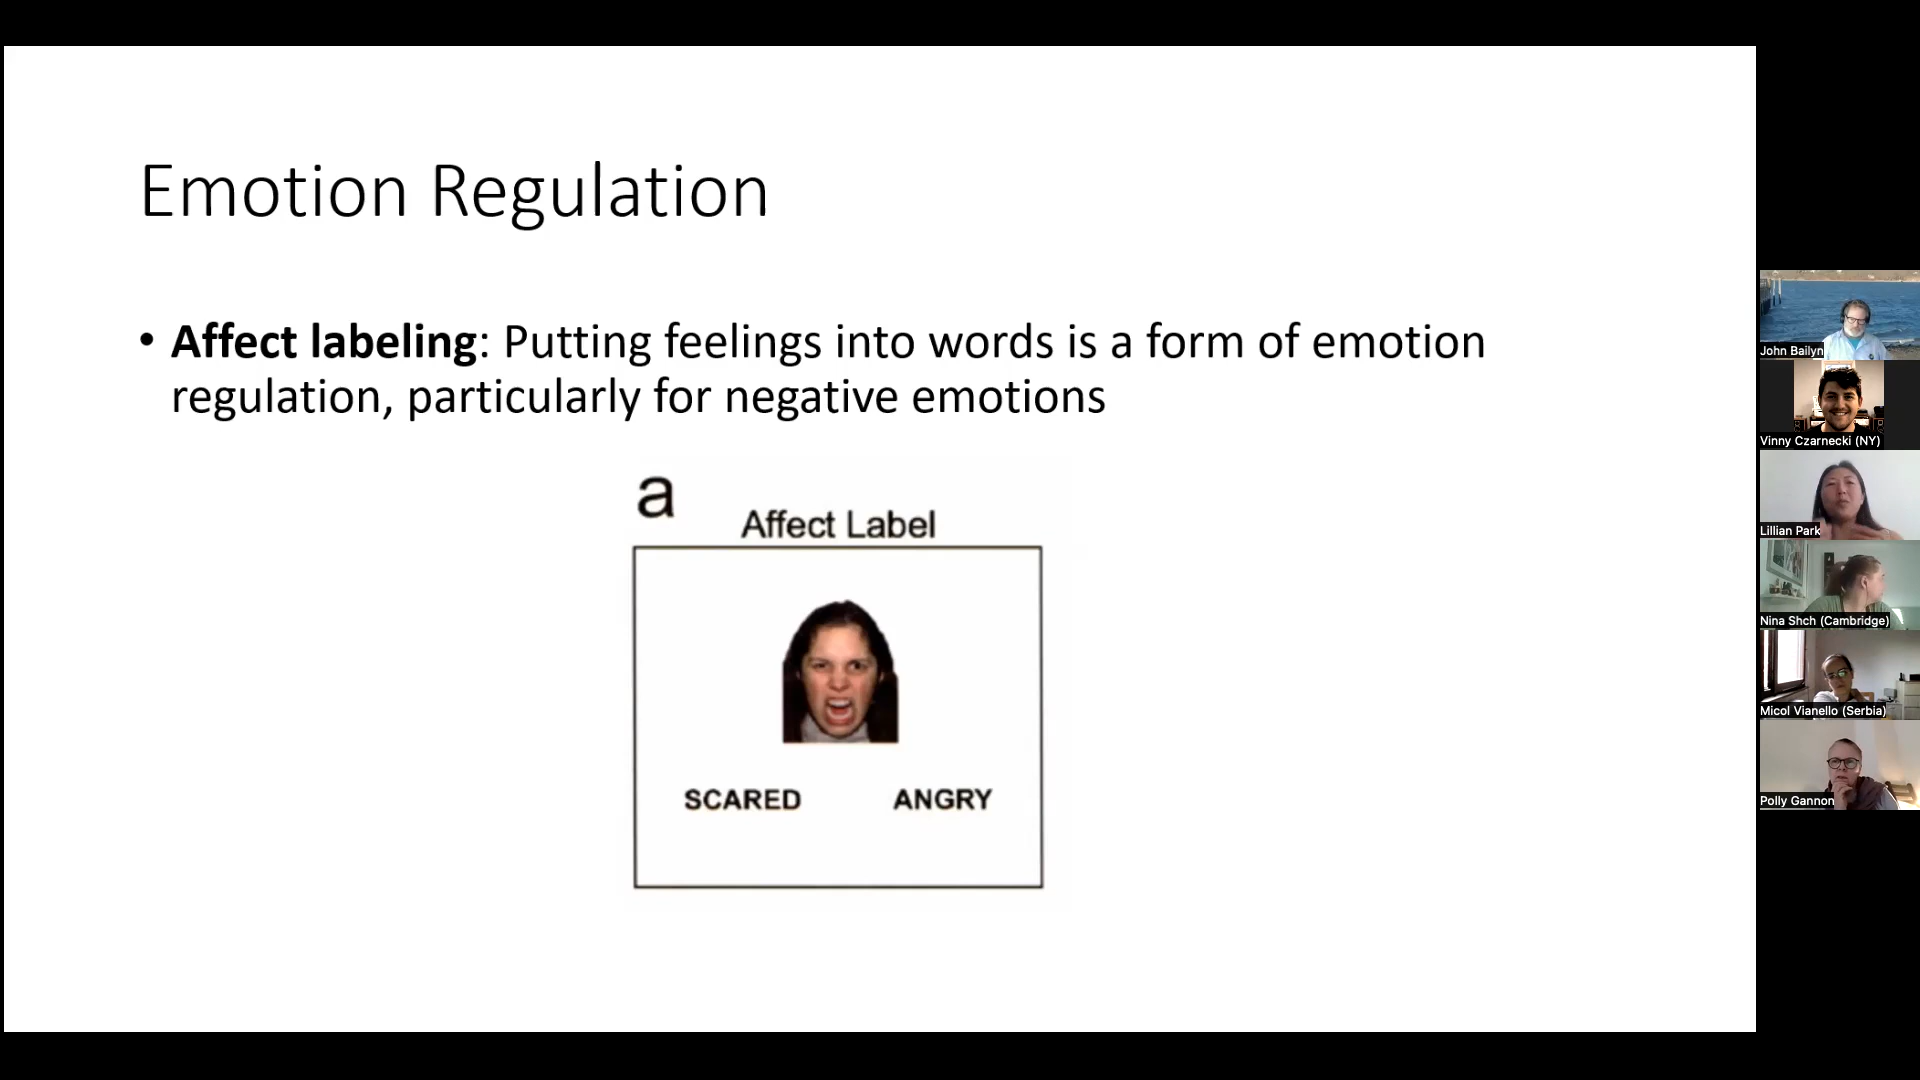 Emotion Regulation
• Affect labeling: Putting feelings into words is a form of emotion
regulation, particularly for negative emotions
a
Affect Label
SCARED ANGRY
John Bailyn
Vinny Czarnecki (NY)
Lillian Park
Nina Shch (Cambridge)
Micol Vianello (Serbia)
Polly Gannon